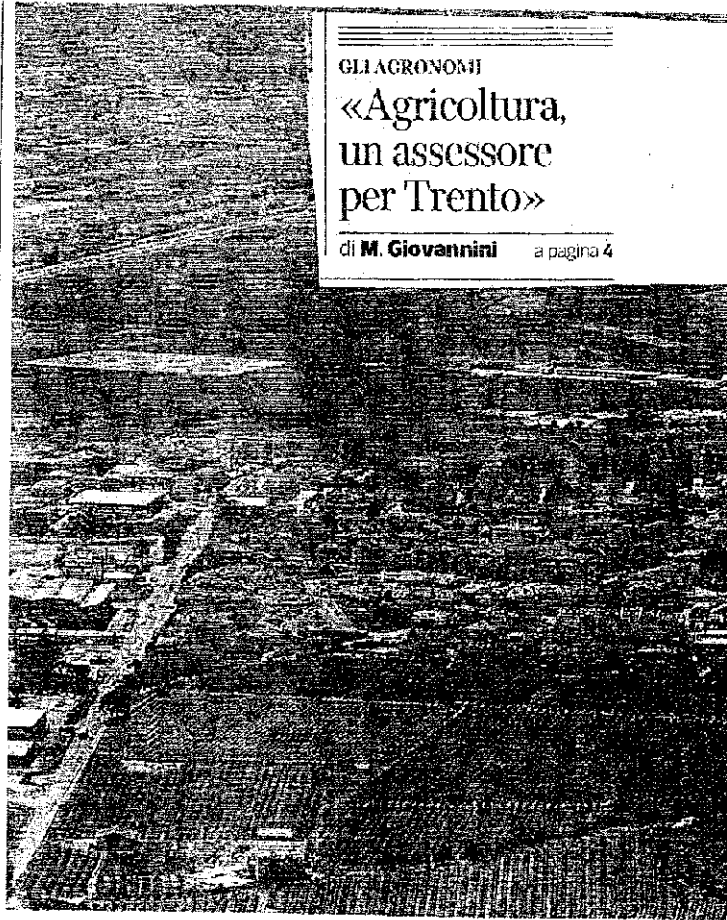 GLI AGRONOMI
«Agricoltura,
un assessore
per Trento»
di M. Giovannini a pagina 4